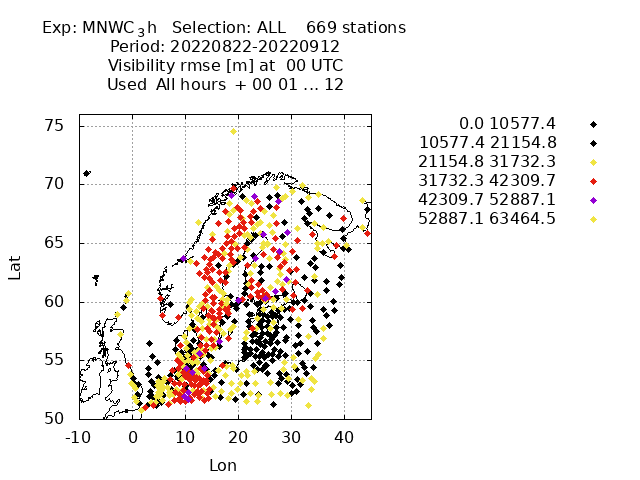 Exp: MNWC_3h   Selection: ALL    669 stations
Period: 20220822-20220912
Visibility rmse [m] at  00 UTC
Used  All hours  + 00 01 ... 12
0.0 10577.4
10577.4 21154.8
21154.8 31732.3
31732.3 42309.7
42309.7 52887.1
52887.1 63464.5
75
70
65
60
55
50
Lat
-10 0 10 20 30 40
Lon